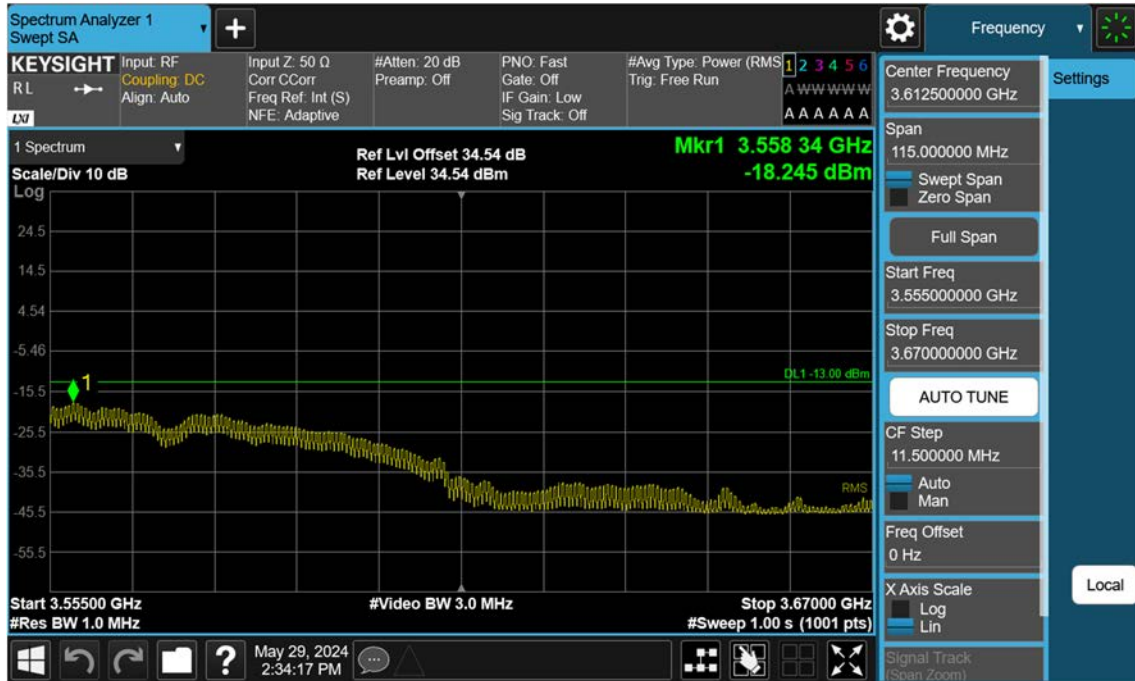 Spectrum Analyzer 1
Swept SA
Frequency
KEYSIGHT
R L
LXI
Input: RF
Coupling: DC
Align: Auto
Input Z: 50 Ω
Corr CCorr
Freq Ref: Int (S)
NFE: Adaptive
#Atten: 20 dB
Preamp: Off
PNO: Fast
Gate: Off
IF Gain: Low
Sig Track: Off
#Avg Type: Power (RMS
Trig: Free Run
1 2 3 4 5 6
A W W W W W
A A A A A A
1 Spectrum
Scale/Div 10 dB
Log
Ref Lvl Offset 34.54 dB
Ref Level 34.54 dBm
Mkr1 3.558 34 GHz
-18.245 dBm
24.5
14.5
4.54
-5.46
-15.5
-25.5
-35.5
-45.5
-55.5
1
DL1 -13.00 dBm
RMS
Start 3.55500 GHz
#Res BW 1.0 MHz
#Video BW 3.0 MHz
Stop 3.67000 GHz
#Sweep 1.00 s (1001 pts)
Center Frequency
3.612500000 GHz
Span
115.000000 MHz
Swept Span
Zero Span
Full Span
Start Freq
3.555000000 GHz
Stop Freq
3.670000000 GHz
AUTO TUNE
CF Step
11.500000 MHz
Auto
Man
Freq Offset
0 Hz
X Axis Scale
Log
Lin
Signal Track
(Span Zoom)
Settings
Local
?
May 29, 2024
2:34:17 PM